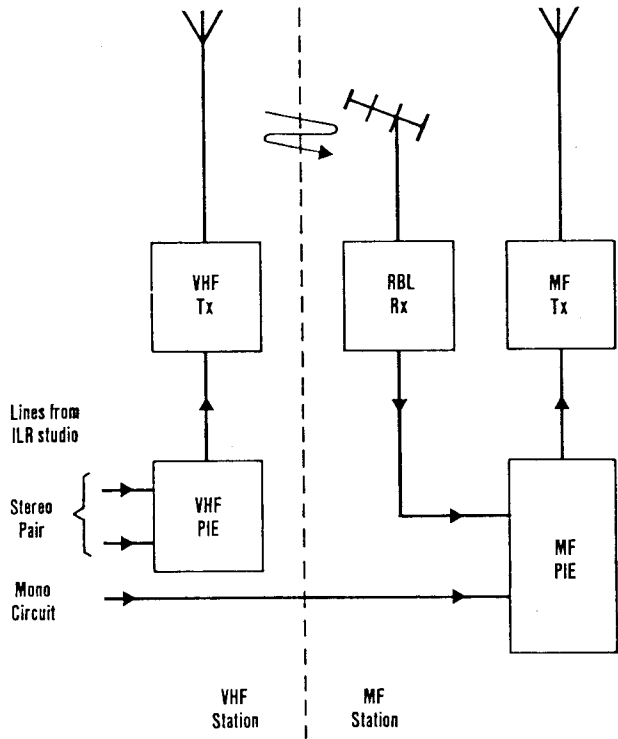 VHF
Tx
RBL
Rx
MF
Tx
Lines from
ILR studio
Stereo
Pair
VHF
PIE
MF
PIE
Mono
Circuit
VHF
Station
MF
Station